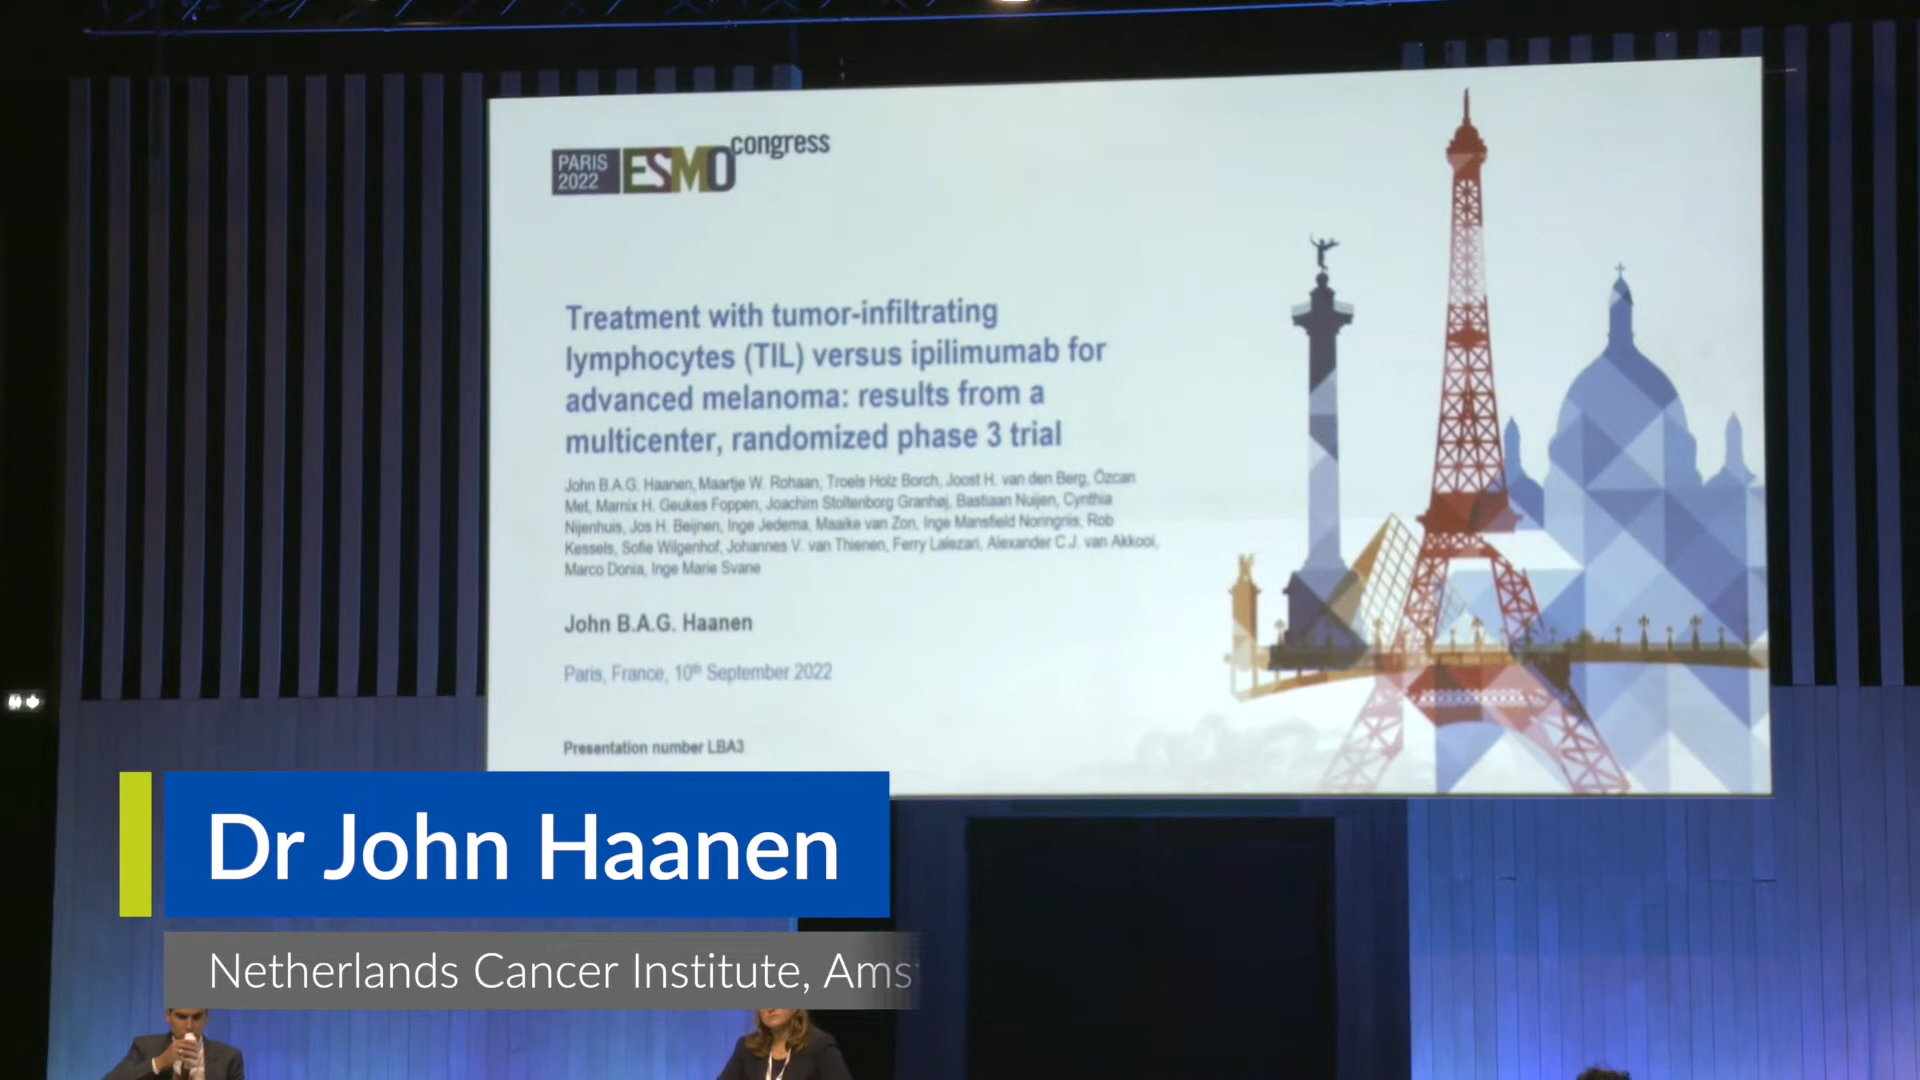 PARIS
2022
ESMO
congress
Treatment with tumor-infiltrating
lymphocytes (TIL) versus ipilimumab for
advanced melanoma: results from a
multicenter, randomized phase 3 trial
John B.A.G. Haanen, Maartje W. Rohaan, Troels Holz Borch, Joost H. van den Berg, Özcan
Met, Marnix H. Geukes Foppen, Joachim Stoltenborg Granhøj, Bastiaan Nuijen, Cynthia
Nijenhuis, Jos H. Beijnen, Inge Jedema, Maaike van Zon, Inge Mansfield Noringriis, Rob
Kessels, Sofie Wilgenhof, Johannes V. van Thienen, Ferry Lalezari, Alexander C.J. van Akkooi,
Marco Donia, Inge Marie Svane
John B.A.G. Haanen
Paris, France, 10th September 2022
Presentation number LBA3
Dr John Haanen
Netherlands Cancer Institute, Ams